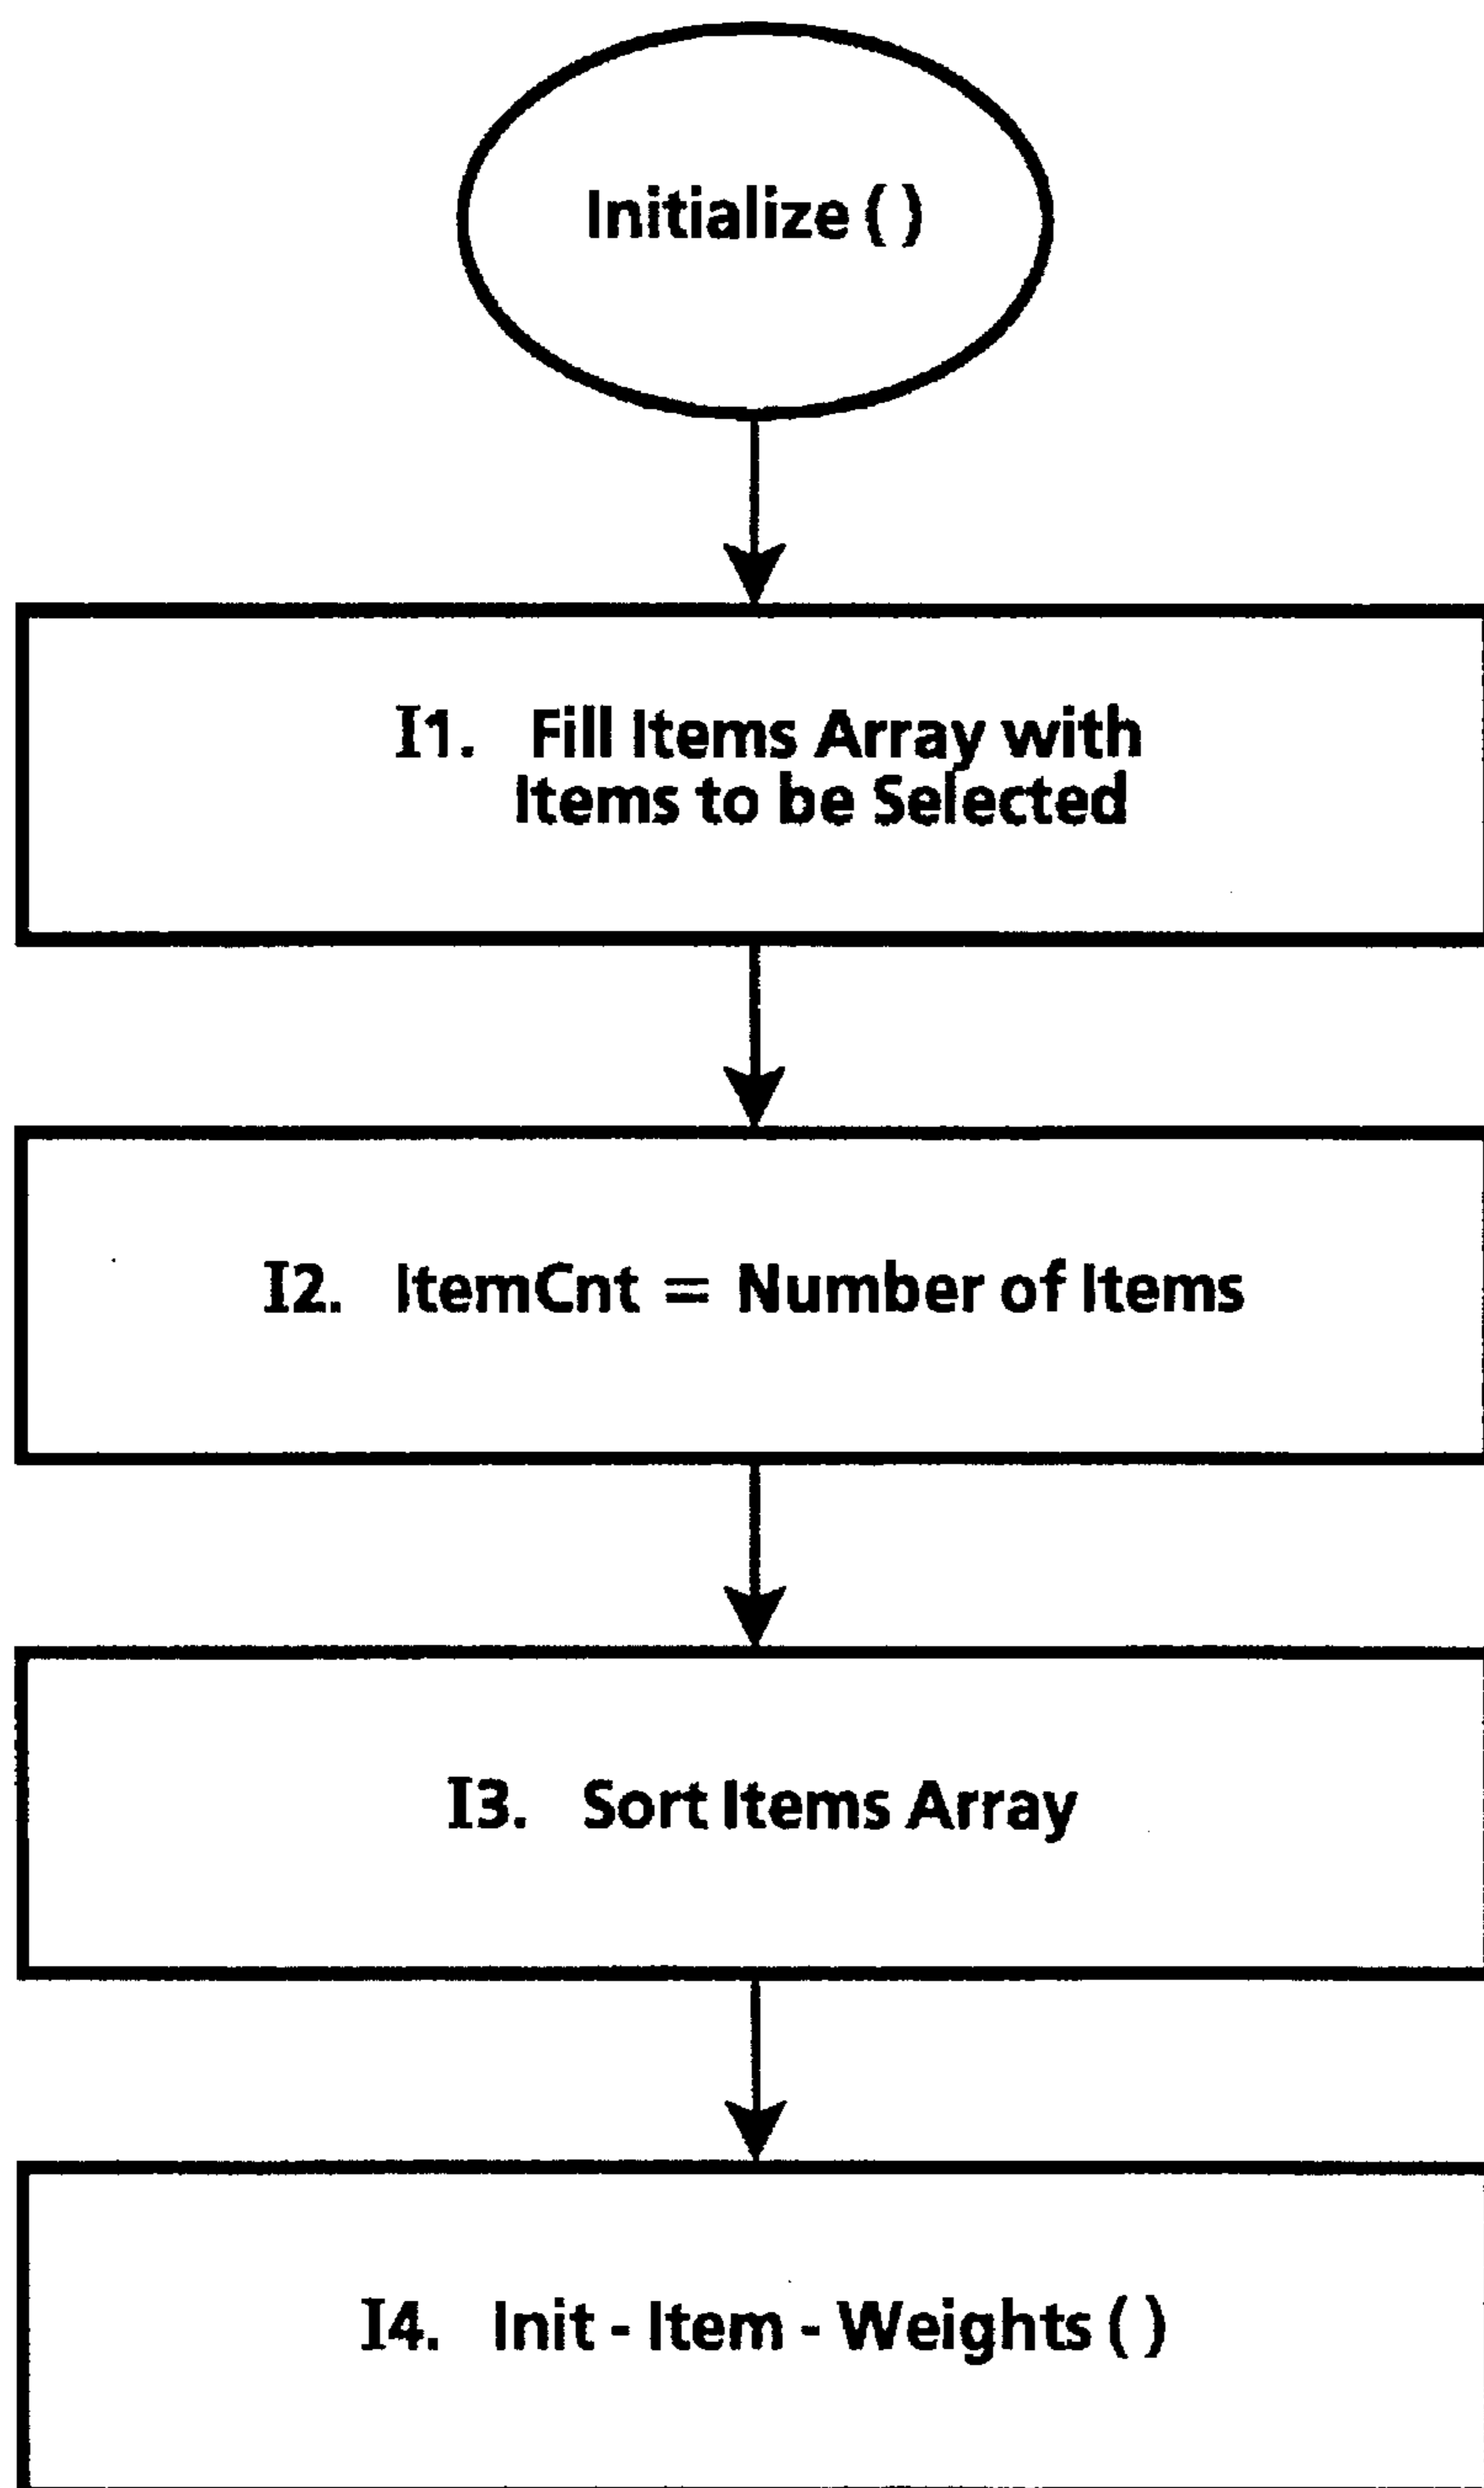 Initialize ( )
I1. Fill Items Array with
Items to be Selected
I2. ItemCnt = Number of Items
I3. Sort Items Array
I4. Init - Item - Weights ( )